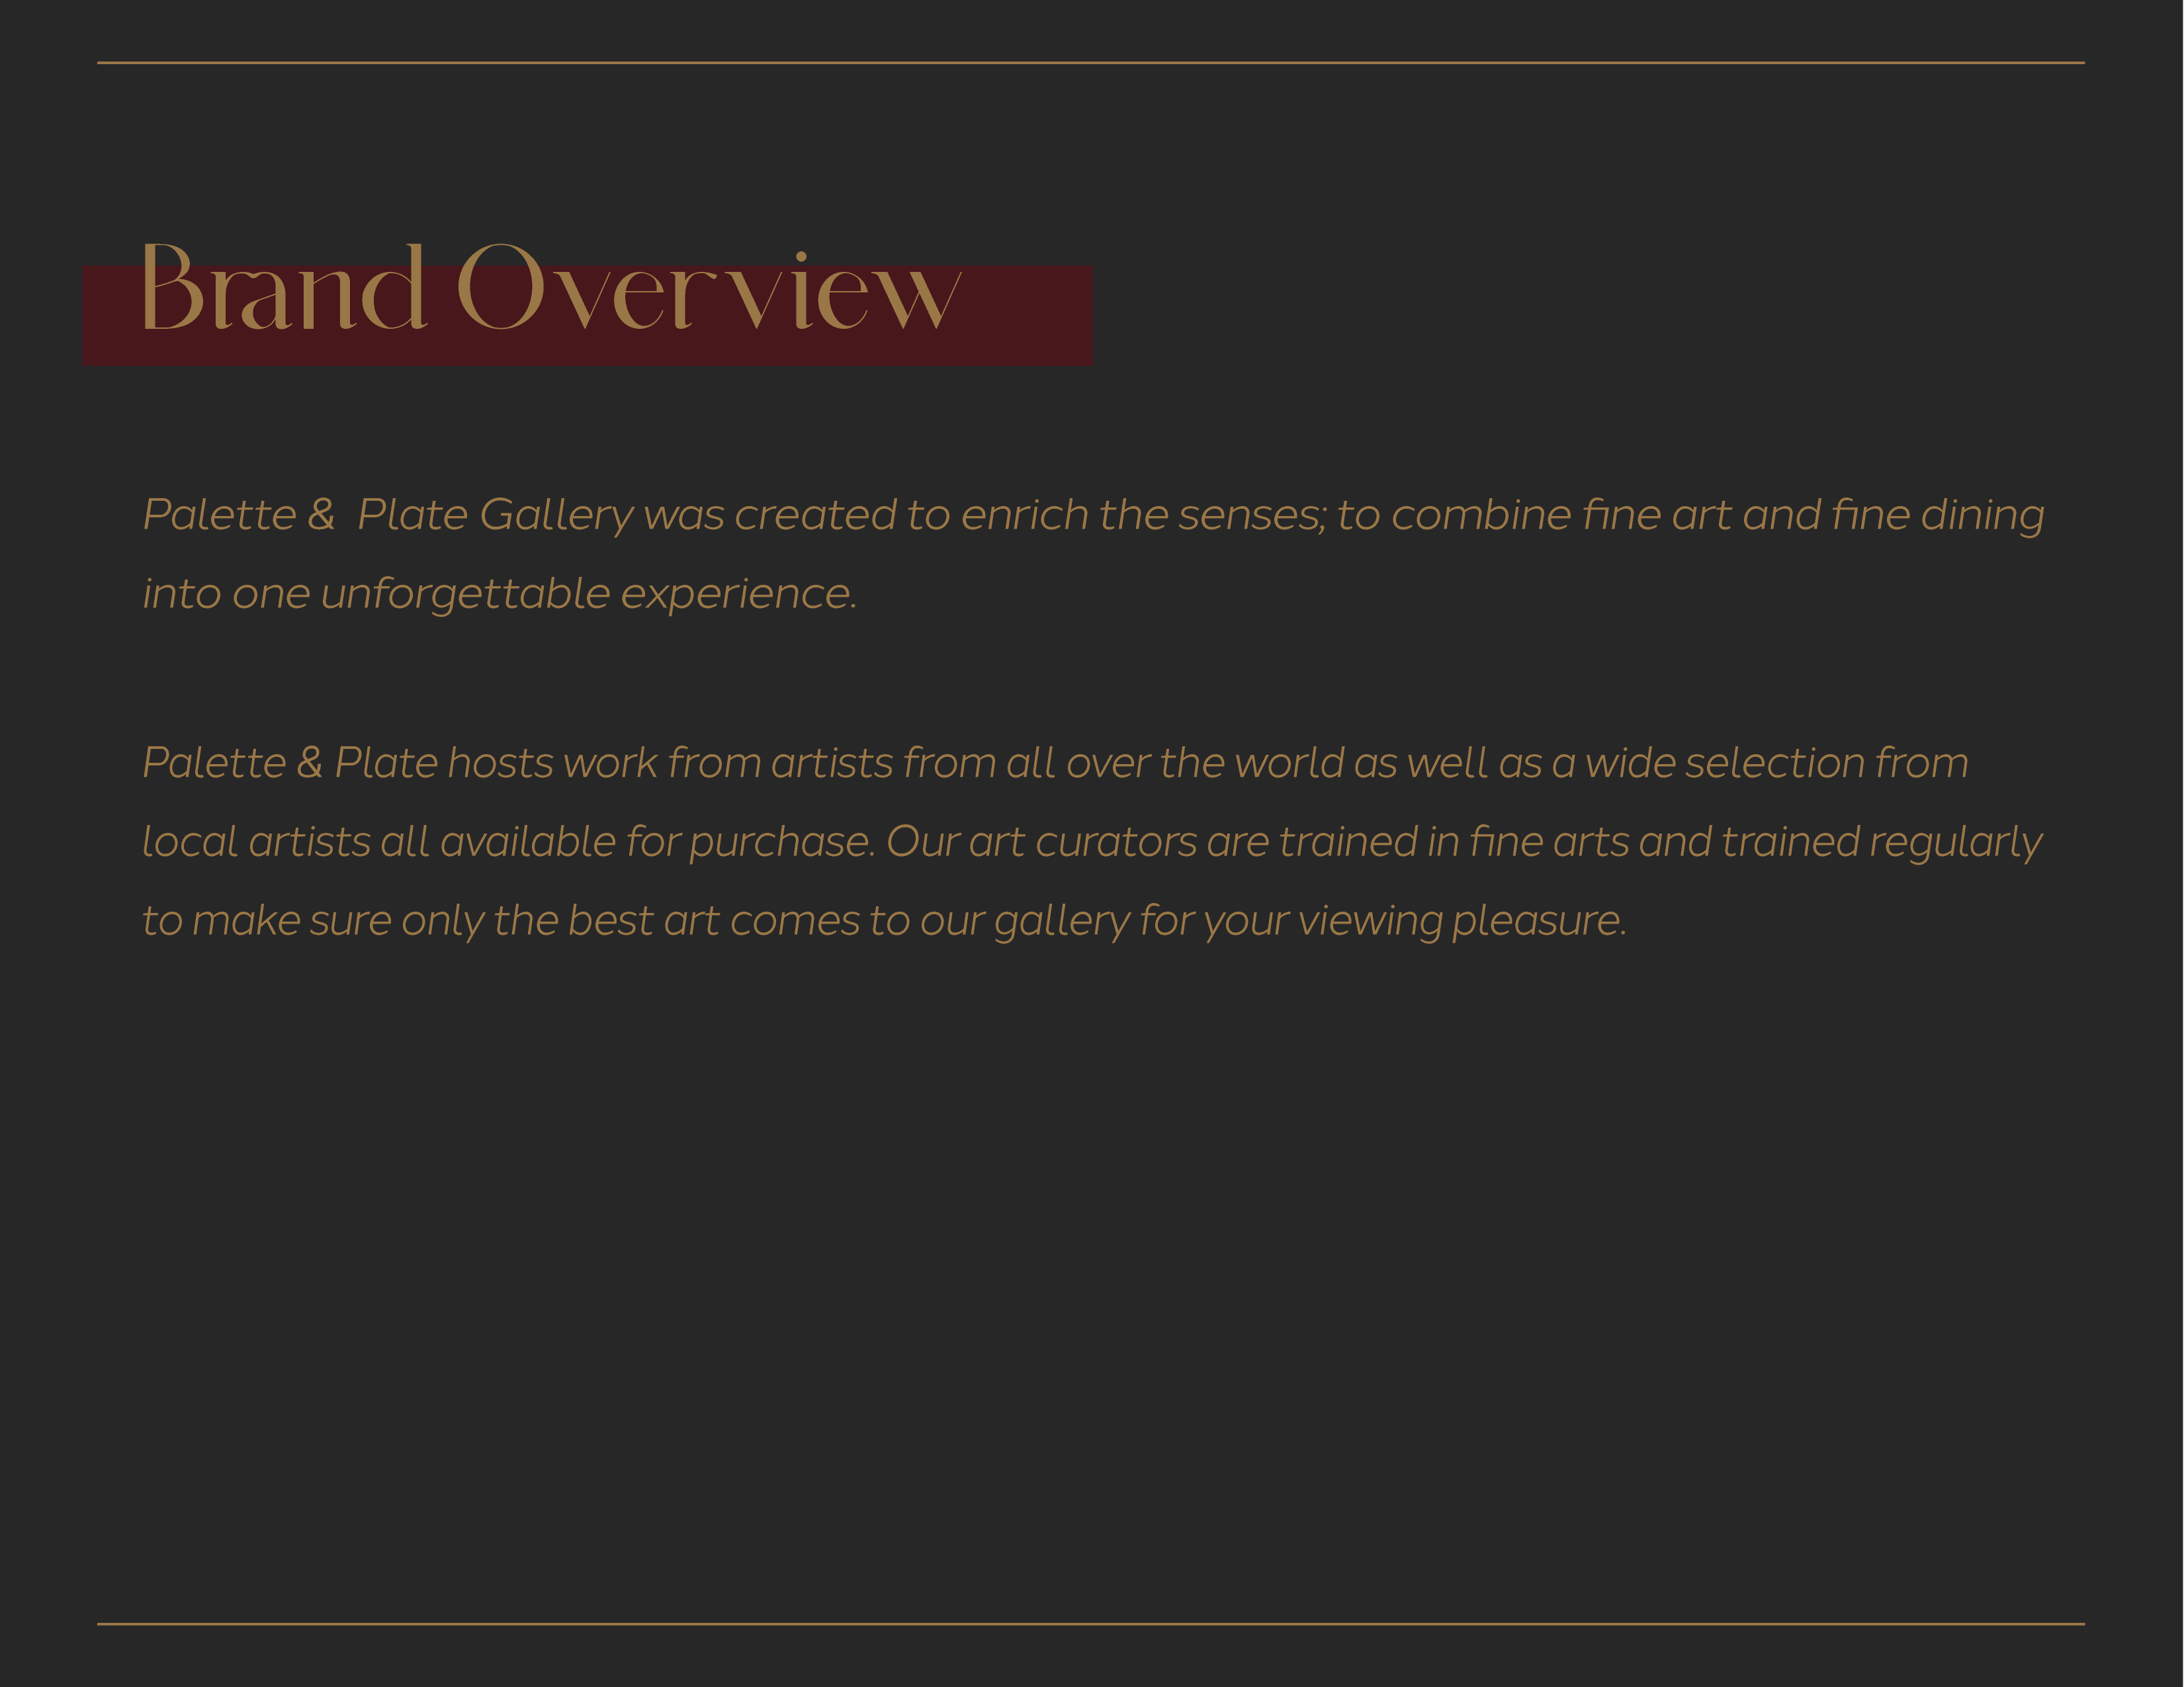 Brand Overview
Palette & Plate Gallery was created to enrich the senses; to combine fine art and fine dining
into one unforgettable experience.
Palette & Plate hosts work from artists from all over the world as well as a wide selection from
local artists all available for purchase. Our art curators are trained in fine arts and trained regularly
to make sure only the best art comes to our gallery for your viewing pleasure.